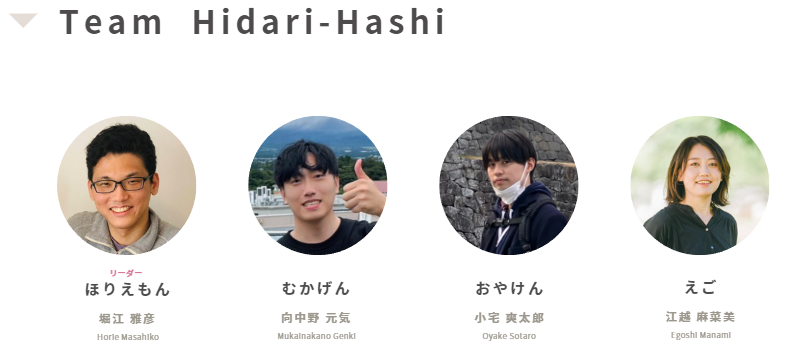 Team Hidari-Hashi
リーダー
ほりえもん
堀江 雅彦
Horie Masahiko
むかげん
向中野 元気
Mukainakano Genki
おやけん
小宅 爽太郎
Oyake Sotaro
えご
江越 麻菜美
Egoshi Manami